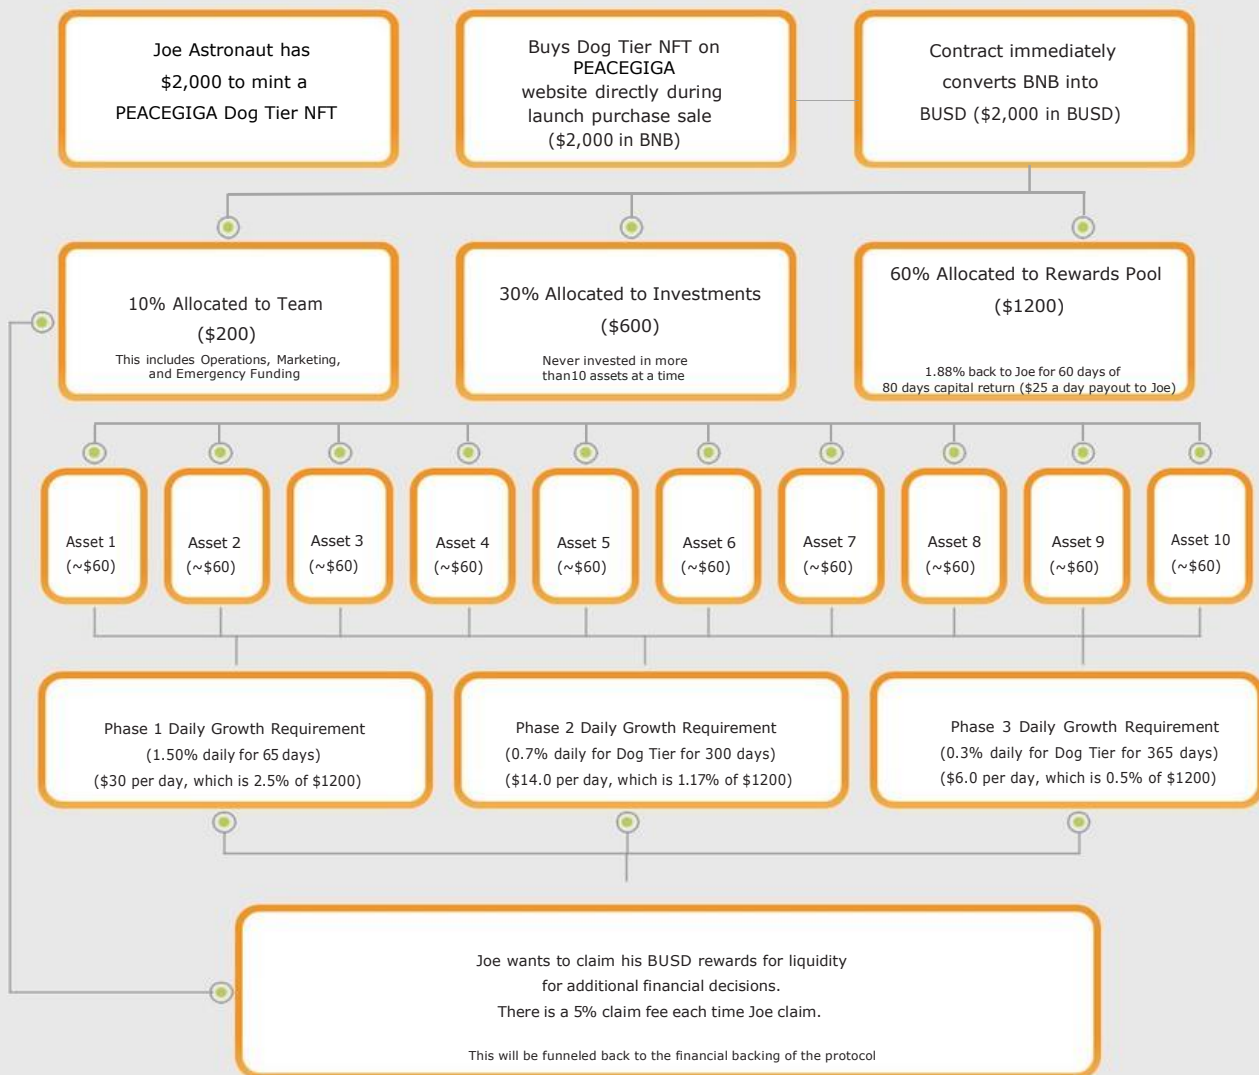 Joe Astronaut has
$2,000 to mint a
PEACEGIGA Dog Tier NFT
Buys Dog Tier NFT on
PEACEGIGA
website directly during
launch purchase sale
($2,000 in BNB)
Contract immediately
converts BNB into
BUSD ($2,000 in BUSD)
10% Allocated to Team
($200)
This includes Operations, Marketing,
and Emergency Funding
30% Allocated to Investments
($600)
Never invested in more
than10 assets at a time
60% Allocated to Rewards Pool
($1200)
1.88% back to Joe for 60 days of
80 days capital return ($25 a day payout to Joe)
Asset 1
(~$60)
Asset 2
(~$60)
Asset 3
(~$60)
Asset 4
(~$60)
Asset 5
(~$60)
Asset 6
(~$60)
Asset 7
(~$60)
Asset 8
(~$60)
Asset 9
(~$60)
Asset 10
(~$60)
Phase 1 Daily Growth Requirement
(1.50% daily for 65 days)
($30 per day, which is 2.5% of $1200)
Phase 2 Daily Growth Requirement
(0.7% daily for Dog Tier for 300 days)
($14.0 per day, which is 1.17% of $1200)
Phase 3 Daily Growth Requirement
(0.3% daily for Dog Tier for 365 days)
($6.0 per day, which is 0.5% of $1200)
Joe wants to claim his BUSD rewards for liquidity
for additional financial decisions.
There is a 5% claim fee each time Joe claim.
This will be funneled back to the financial backing of the protocol